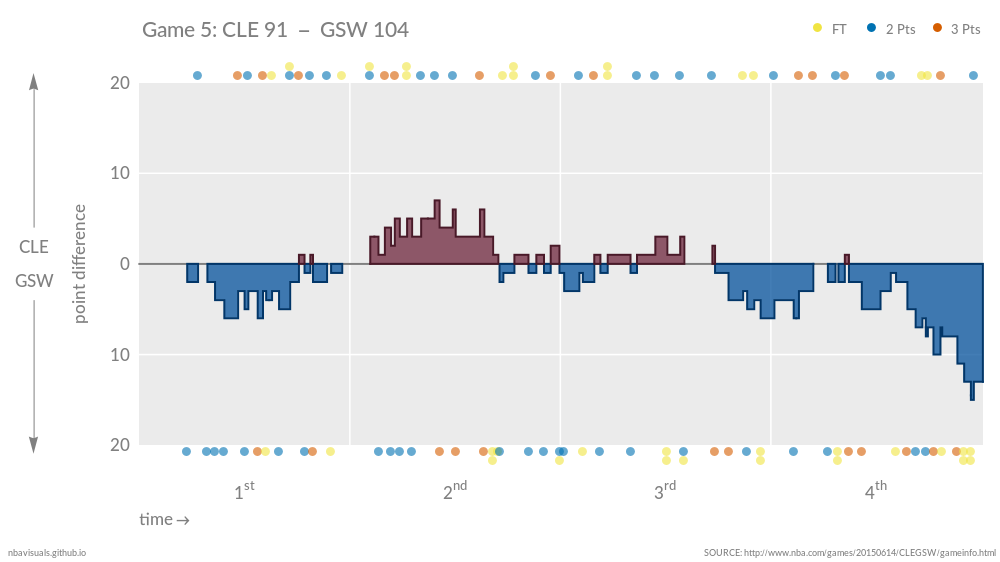 Game 5: CLE 91 – GSW 104
FT 2 Pts 3 Pts
20
10
0
10
20
CLE
GSW
point difference
1st 2nd 3rd 4th
time→
nbavisuals.github.io
SOURCE: http://www.nba.com/games/20150614/CLEGSW/gameinfo.html